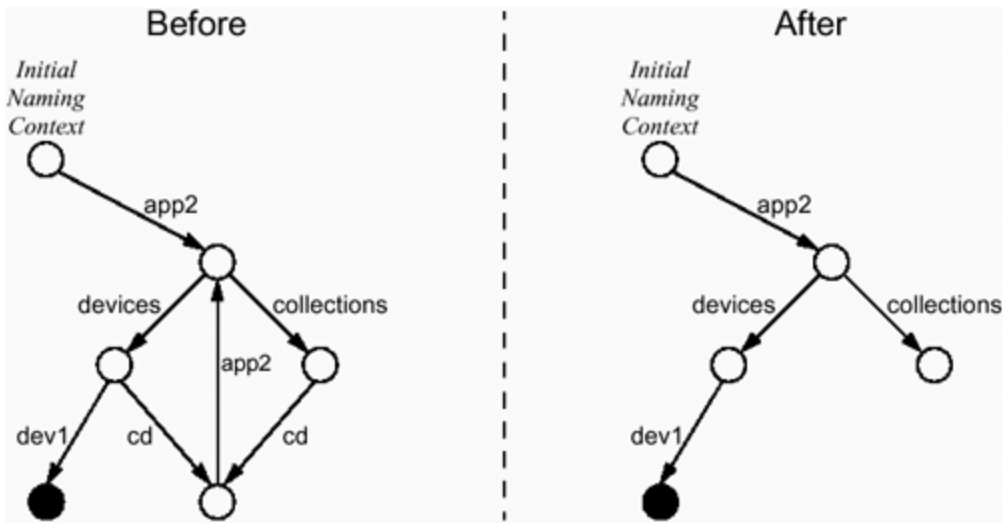 Before
Initial
Naming
Context
app2
devices
collections
app2
dev1
cd
cd
After
Initial
Naming
Context
app2
devices
collections
dev1